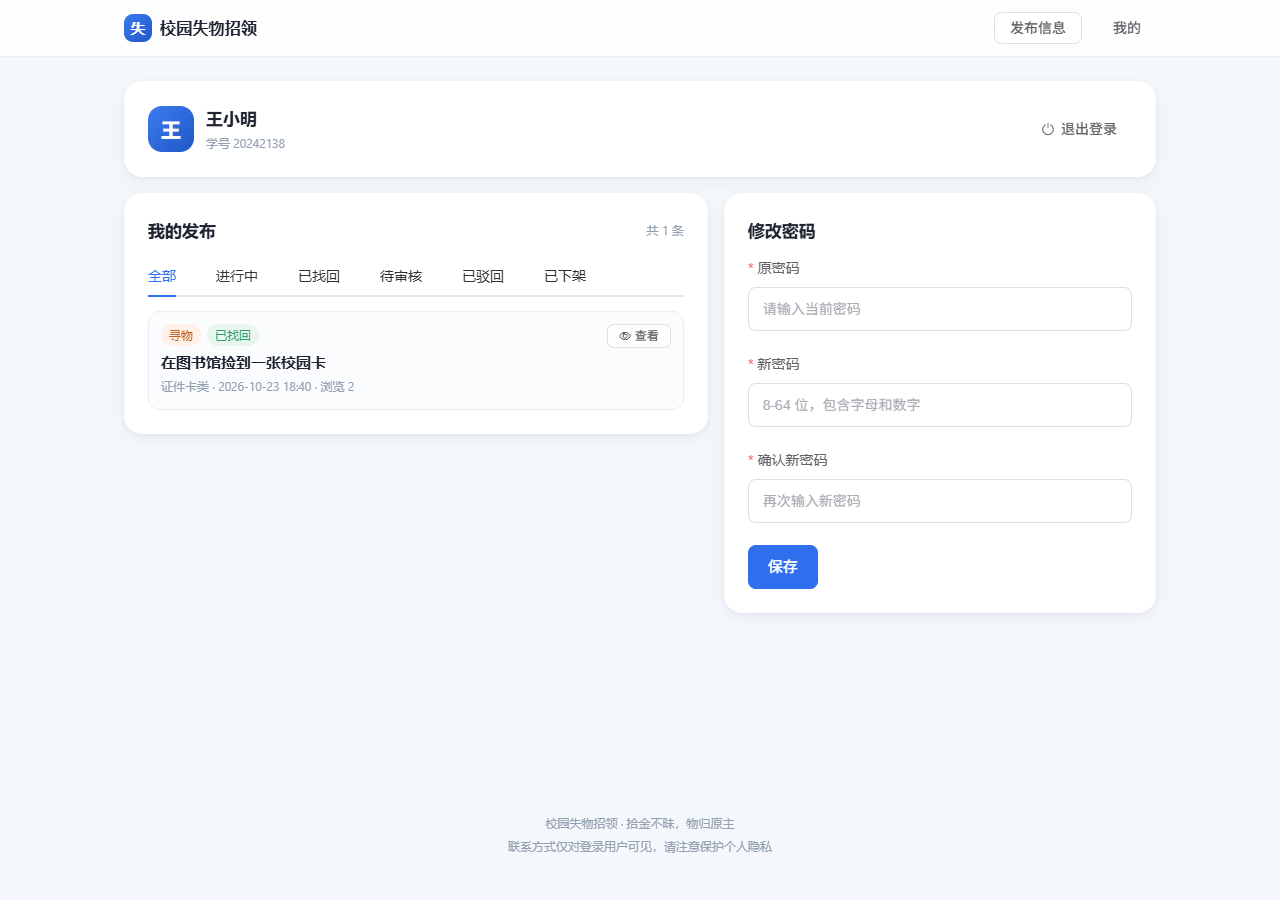 失 校园失物招领 发布信息 我的
王 王小明
学号 20242138
退出登录
我的发布 共 1 条
全部 进行中 已找回 待审核 已驳回 已下架
寻物 已找回 查看
在图书馆捡到一张校园卡
证件卡类 · 2026-10-23 18:40 · 浏览 2
修改密码
* 原密码
请输入当前密码
* 新密码
8-64 位，包含字母和数字
* 确认新密码
再次输入新密码
保存
校园失物招领 · 拾金不昧，物归原主
联系方式仅对登录用户可见，请注意保护个人隐私